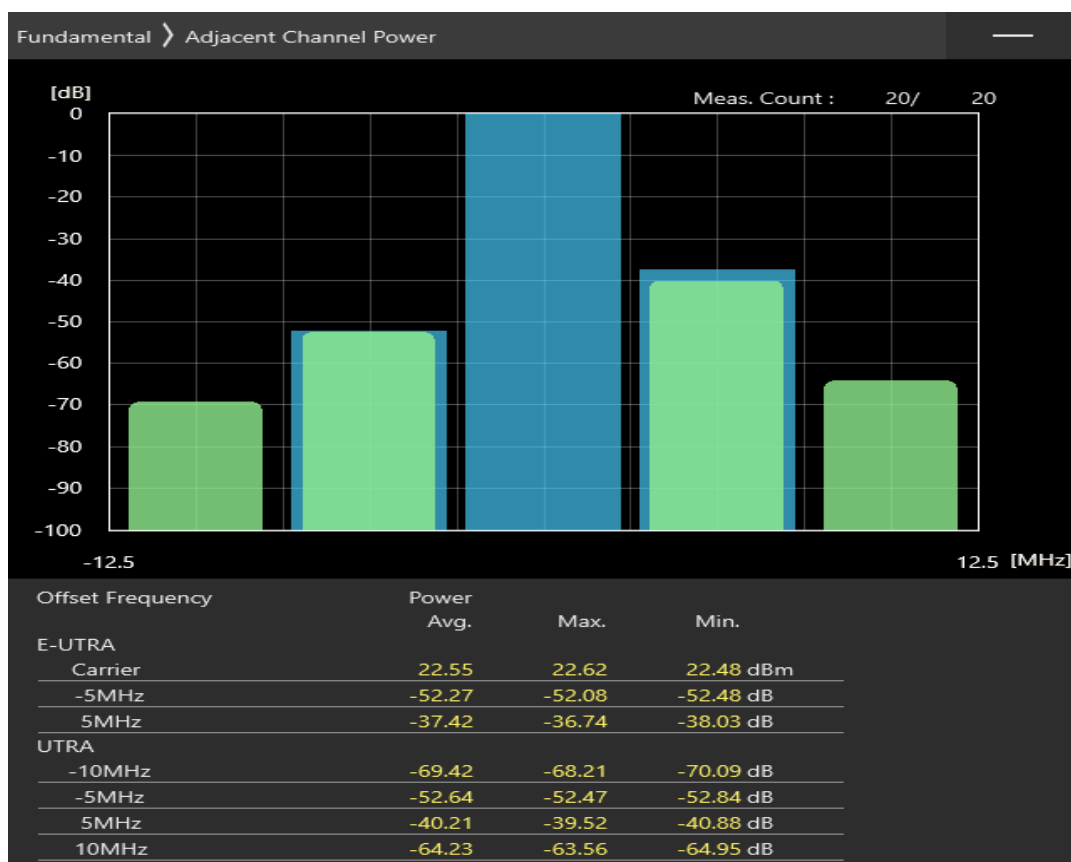 Fundamental ❯ Adjacent Channel Power
[dB]
Meas. Count : 20/ 20
0
-10
-20
-30
-40
-50
-60
-70
-80
-90
-100
-12.5 12.5 [MHz]
Offset Frequency Power
Avg. Max. Min.
E-UTRA
Carrier 22.55 22.62 22.48 dBm
-5MHz -52.27 -52.08 -52.48 dB
5MHz -37.42 -36.74 -38.03 dB
UTRA
-10MHz -69.42 -68.21 -70.09 dB
-5MHz -52.64 -52.47 -52.84 dB
5MHz -40.21 -39.52 -40.88 dB
10MHz -64.23 -63.56 -64.95 dB